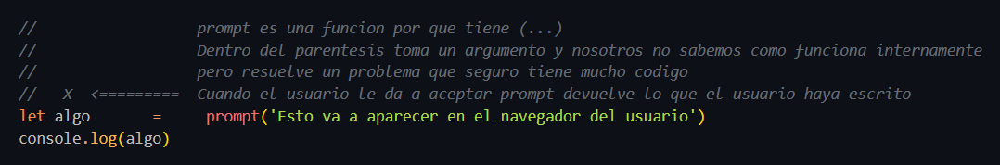 //                  prompt es una funcion por que tiene (...)
//                  Dentro del parentesis toma un argumento y nosotros no sabemos como funciona internamente
//                  pero resuelve un problema que seguro tiene mucho codigo
//   X  <=========  Cuando el usuario le da a aceptar prompt devuelve lo que el usuario haya escrito
let algo       =     prompt('Esto va a aparecer en el navegador del usuario')
console.log(algo)